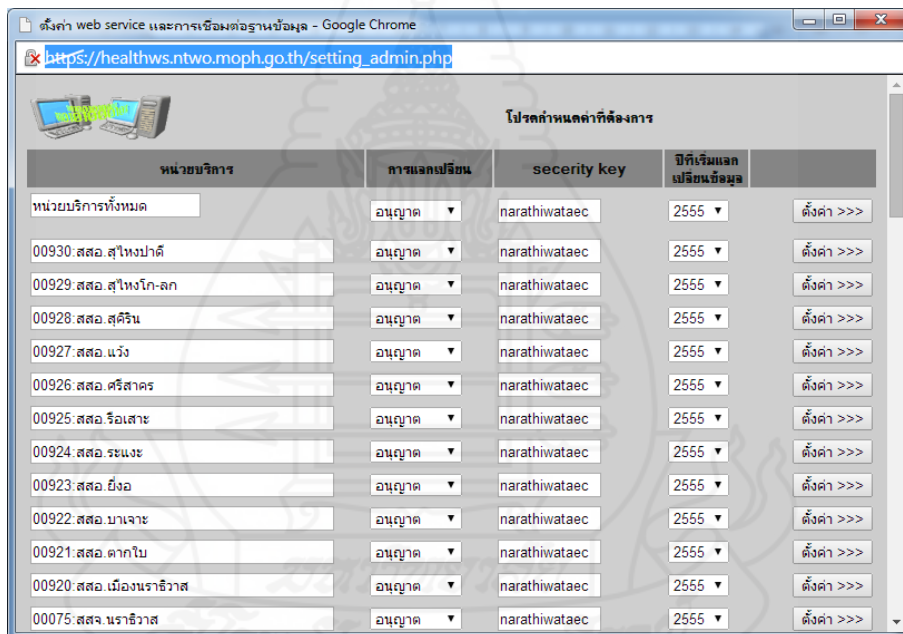 ตั้งค่า web service และการเชื่อมต่อฐานข้อมูล - Google Chrome
https://healthws.ntwo.moph.go.th/setting_admin.php
โปรดกำหนดค่าที่ต้องการ
หน่วยบริการ การแลกเปลี่ยน secerity key ปีที่เริ่มแลกเปลี่ยนข้อมูล
หน่วยบริการทั้งหมด อนุญาต narathiwataec 2555 ตั้งค่า >>>
00930:สสอ.สุไหงปาดี อนุญาต narathiwataec 2555 ตั้งค่า >>>
00929:สสอ.สุไหงโก-ลก อนุญาต narathiwataec 2555 ตั้งค่า >>>
00928:สสอ.สุคิริน อนุญาต narathiwataec 2555 ตั้งค่า >>>
00927:สสอ.แว้ง อนุญาต narathiwataec 2555 ตั้งค่า >>>
00926:สสอ.ศรีสาคร อนุญาต narathiwataec 2555 ตั้งค่า >>>
00925:สสอ.รือเสาะ อนุญาต narathiwataec 2555 ตั้งค่า >>>
00924:สสอ.ระแงะ อนุญาต narathiwataec 2555 ตั้งค่า >>>
00923:สสอ.ยี่งอ อนุญาต narathiwataec 2555 ตั้งค่า >>>
00922:สสอ.บาเจาะ อนุญาต narathiwataec 2555 ตั้งค่า >>>
00921:สสอ.ตากใบ อนุญาต narathiwataec 2555 ตั้งค่า >>>
00920:สสอ.เมืองนราธิวาส อนุญาต narathiwataec 2555 ตั้งค่า >>>
00075:สสจ.นราธิวาส อนุญาต narathiwataec 2555 ตั้งค่า >>>